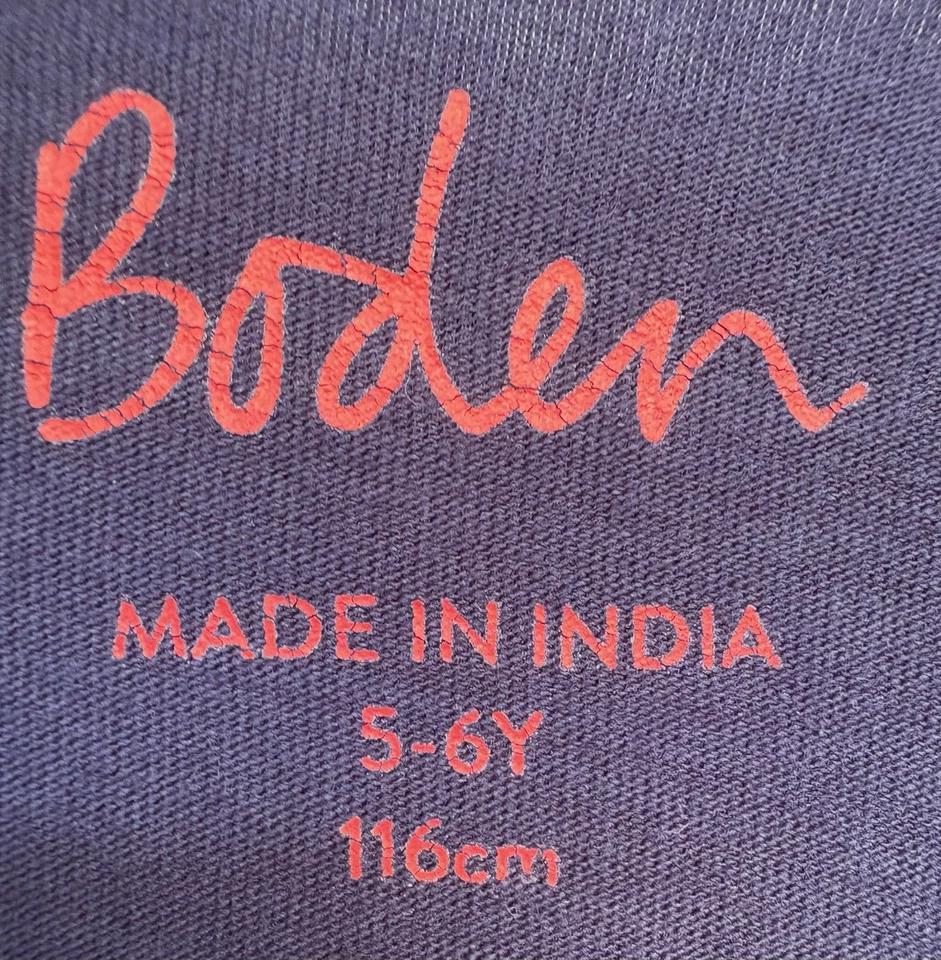 Boden
MADE IN INDIA
5-6Y
116cm